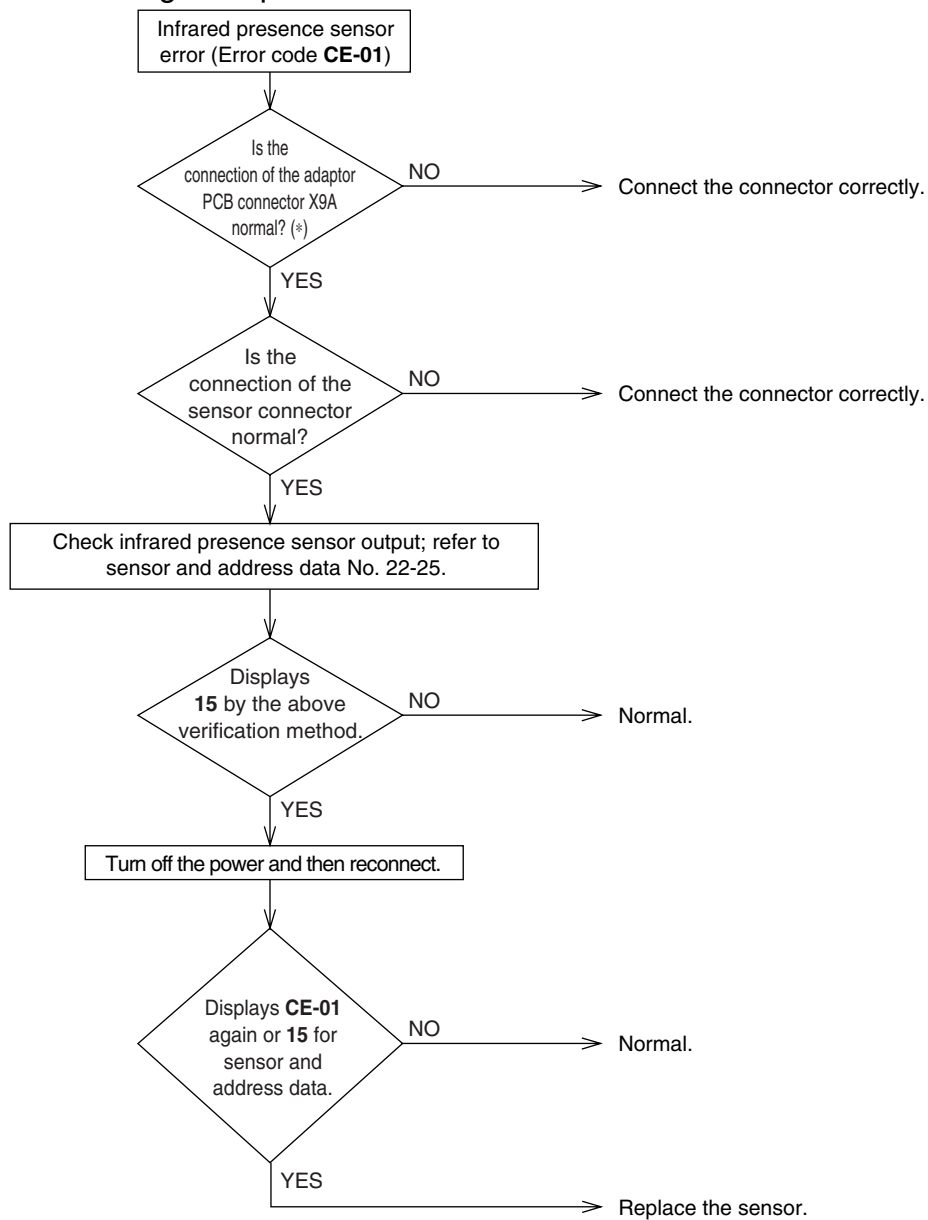 Infrared presence sensor
error (Error code CE-01)
Is the
connection of the adaptor
PCB connector X9A
normal? (*)
NO
Connect the connector correctly.
YES
Is the
connection of the
sensor connector
normal?
NO
Connect the connector correctly.
YES
Check infrared presence sensor output; refer to
sensor and address data No. 22-25.
Displays
15 by the above
verification method.
NO
Normal.
YES
Turn off the power and then reconnect.
Displays CE-01
again or 15 for
sensor and
address data.
NO
Normal.
YES
Replace the sensor.